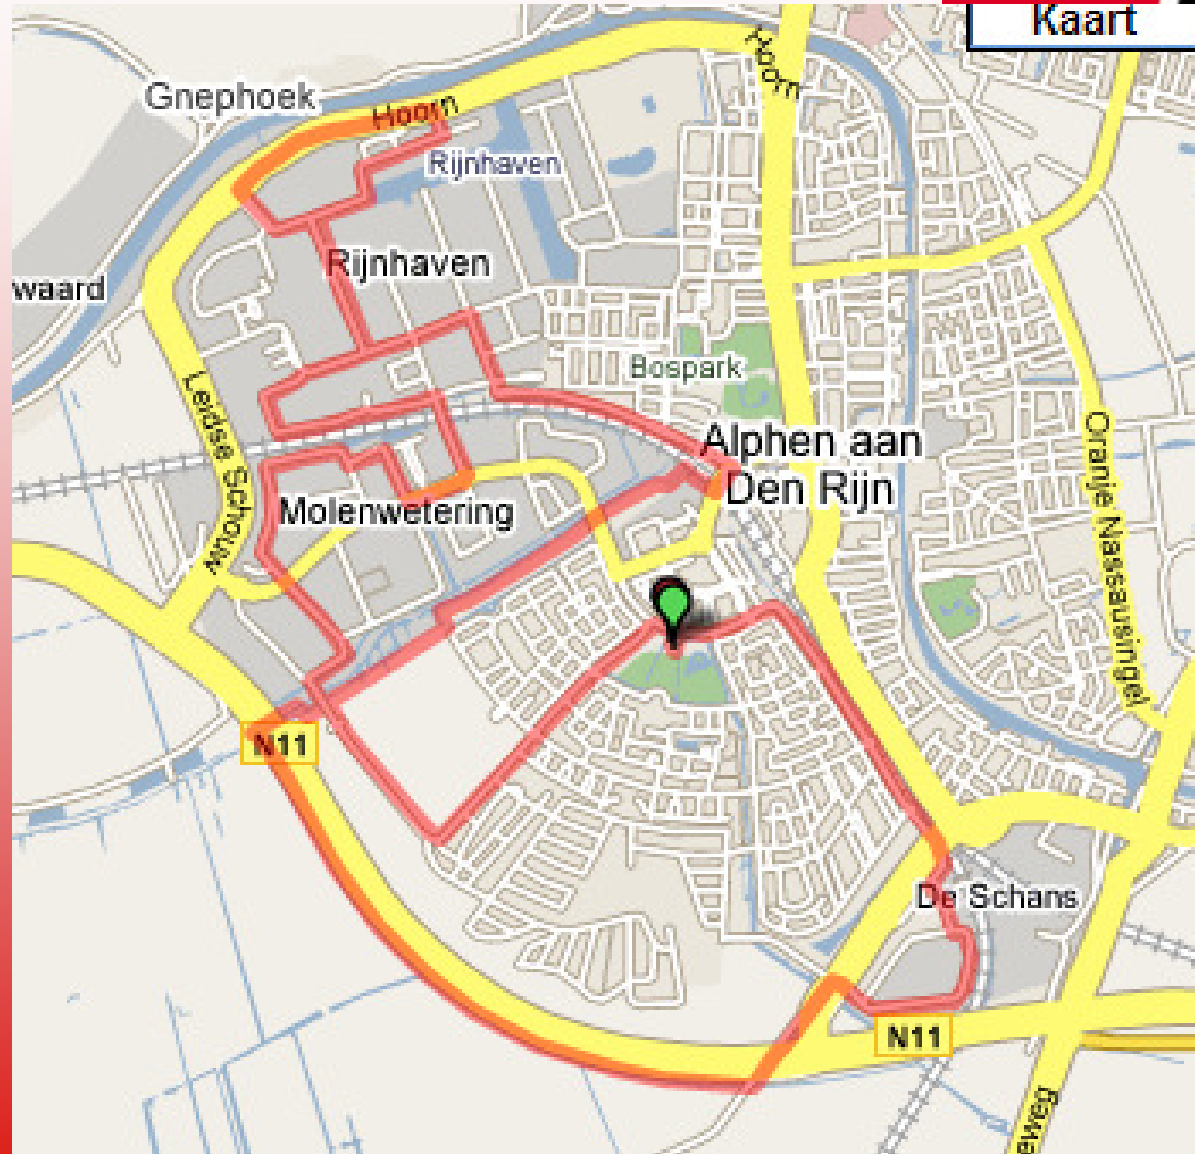 Kaart
Hoorn
Gnephoek
Hoorn
Rijnhaven
Rijnhaven
waard
Bospark
Leidse Schouw
Alphen aan
Den Rijn
Oranje Nassausingel
Molenwetering
N11
De Schans
N11
aweg